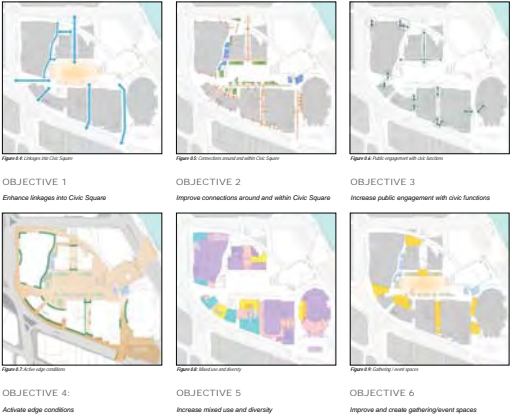 Figure 8.4: Linkages into Civic Square
Figure 8.5: Connections around and within Civic Square
Figure 8.6: Public engagement with civic functions
OBJECTIVE 1
OBJECTIVE 2
OBJECTIVE 3
Enhance linkages into Civic Square
Improve connections around and within Civic Square
Increase public engagement with civic functions
Figure 8.7: Active edge conditions
Figure 8.8: Mixed use and diversity
Figure 8.9: Gathering / event spaces
OBJECTIVE 4:
OBJECTIVE 5
OBJECTIVE 6
Activate edge conditions
Increase mixed use and diversity
Improve and create gathering/event spaces